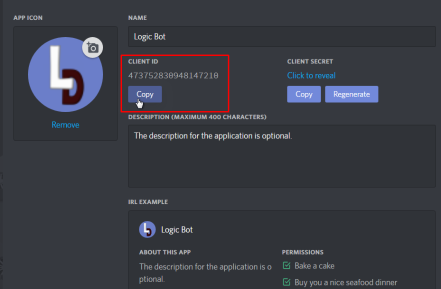 APP ICON
Remove
NAME
Logic Bot
CLIENT ID
473752830948147210
Copy
CLIENT SECRET
Click to reveal
Copy Regenerate
DESCRIPTION (MAXIMUM 400 CHARACTERS)
The description for the application is optional.
IRL EXAMPLE
Logic Bot
ABOUT THIS APP
The description for the application is o
ptional.
PERMISSIONS
Bake a cake
Buy you a nice seafood dinner